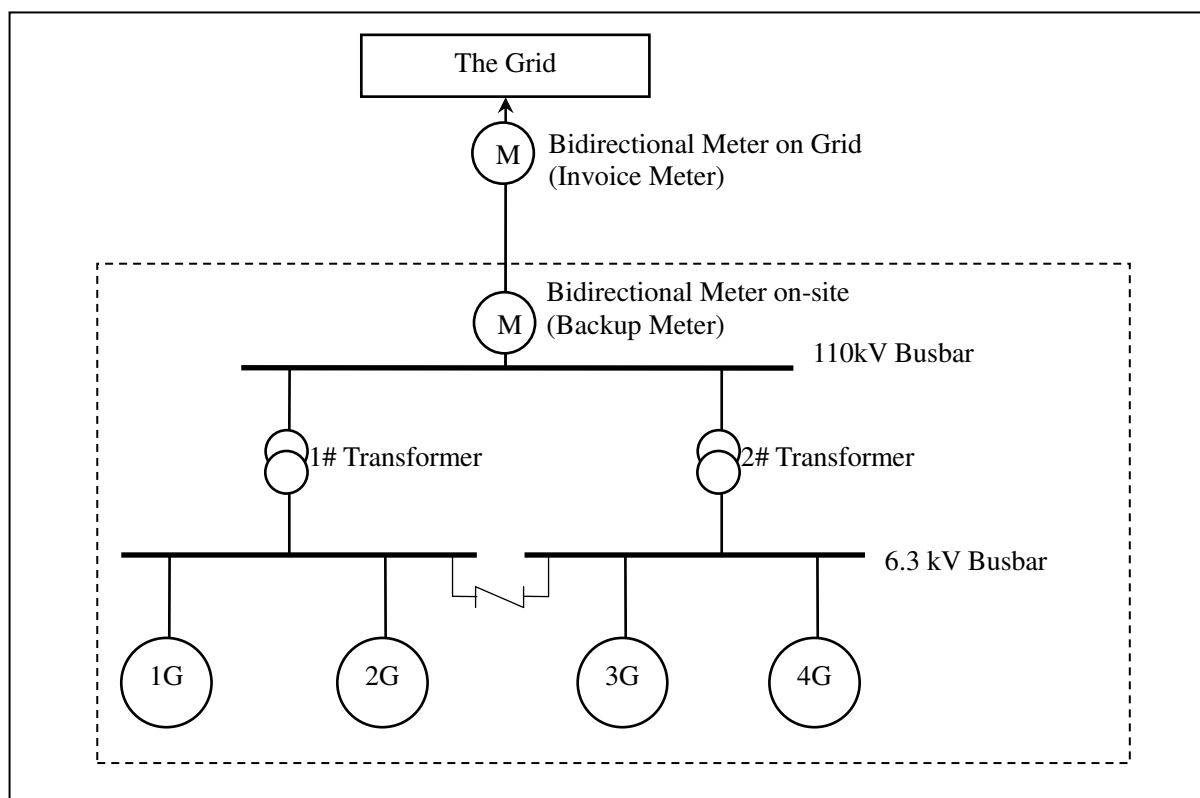 The Grid
M
Bidirectional Meter on Grid
(Invoice Meter)
Bidirectional Meter on-site
M
(Backup Meter)
110kV Busbar
1# Transformer
2# Transformer
6.3 kV Busbar
1G
2G
3G
4G